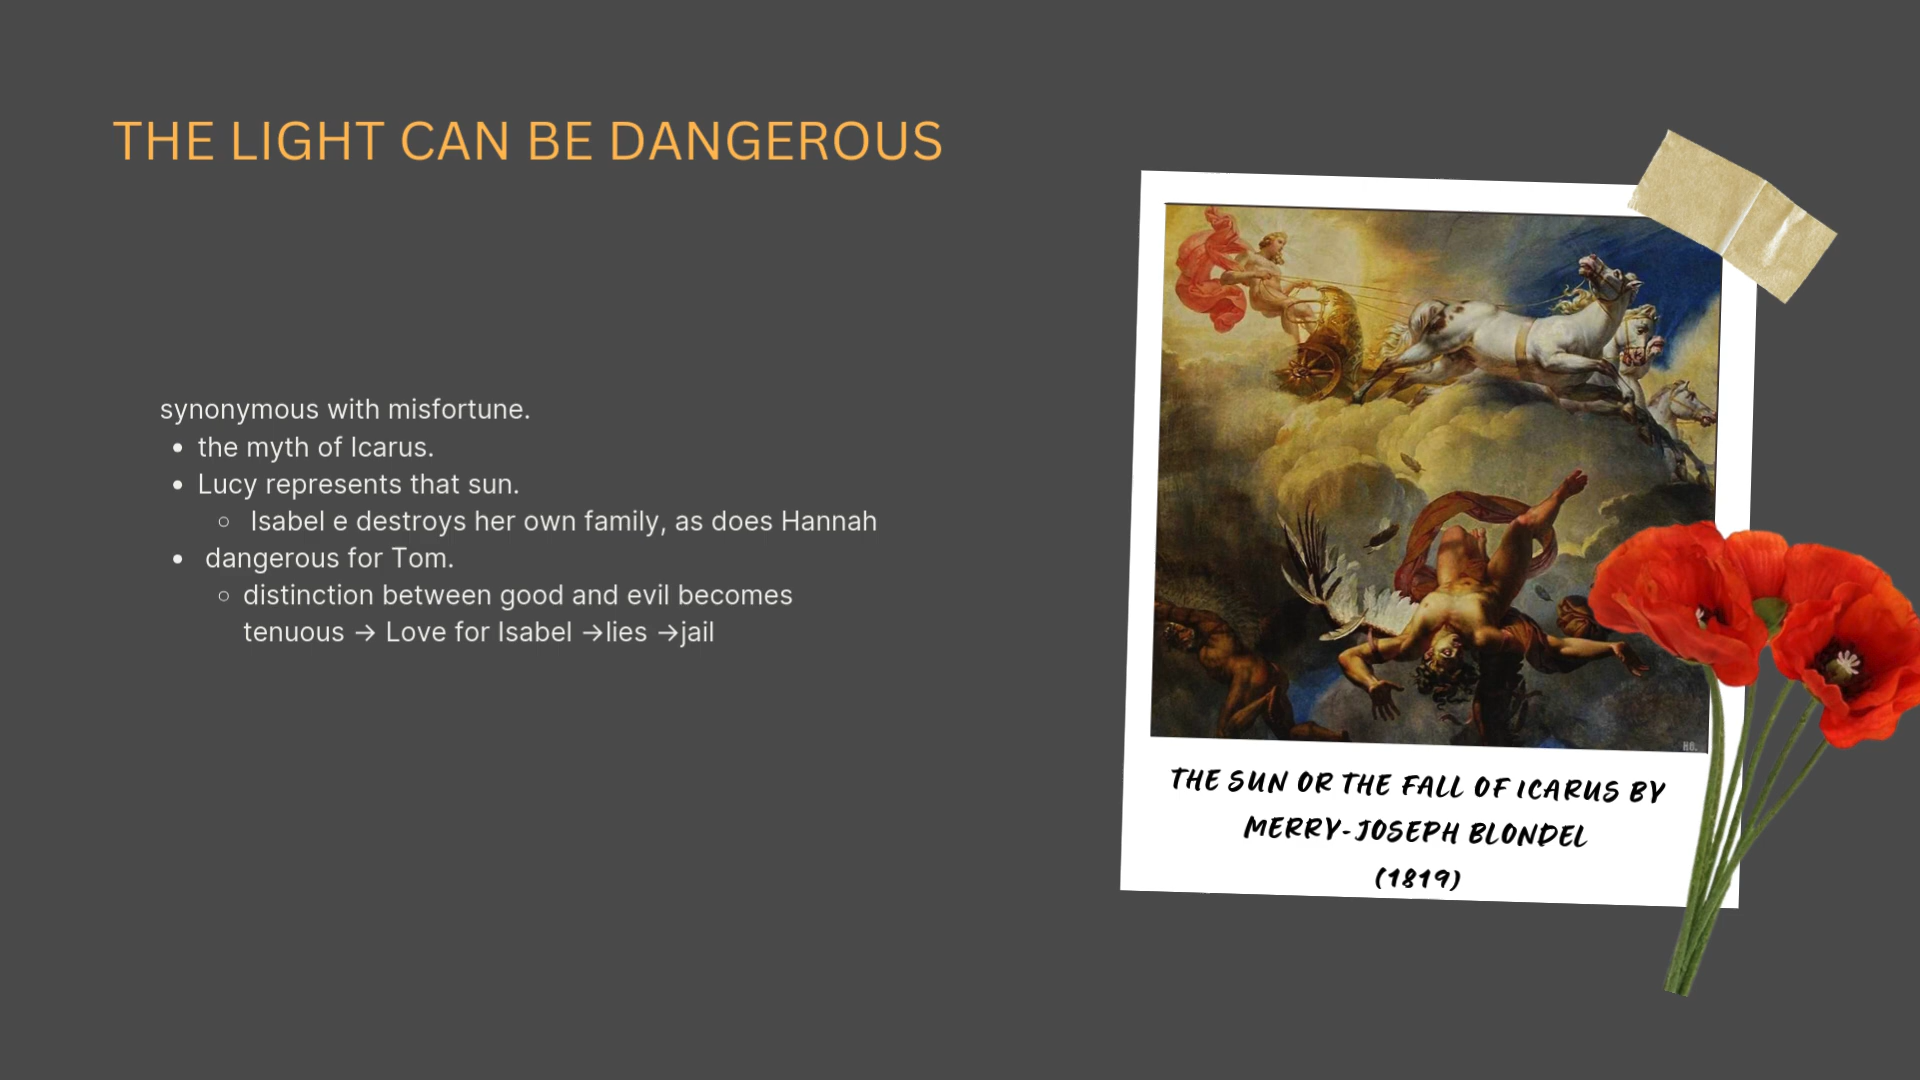 THE LIGHT CAN BE DANGEROUS
synonymous with misfortune.
• the myth of Icarus.
• Lucy represents that sun.
○ Isabel e destroys her own family, as does Hannah
• dangerous for Tom.
○ distinction between good and evil becomes
tenuous → Love for Isabel →lies →jail
HG.
THE SUN OR THE FALL OF ICARUS BY
MERRY-JOSEPH BLONDEL
(1819)